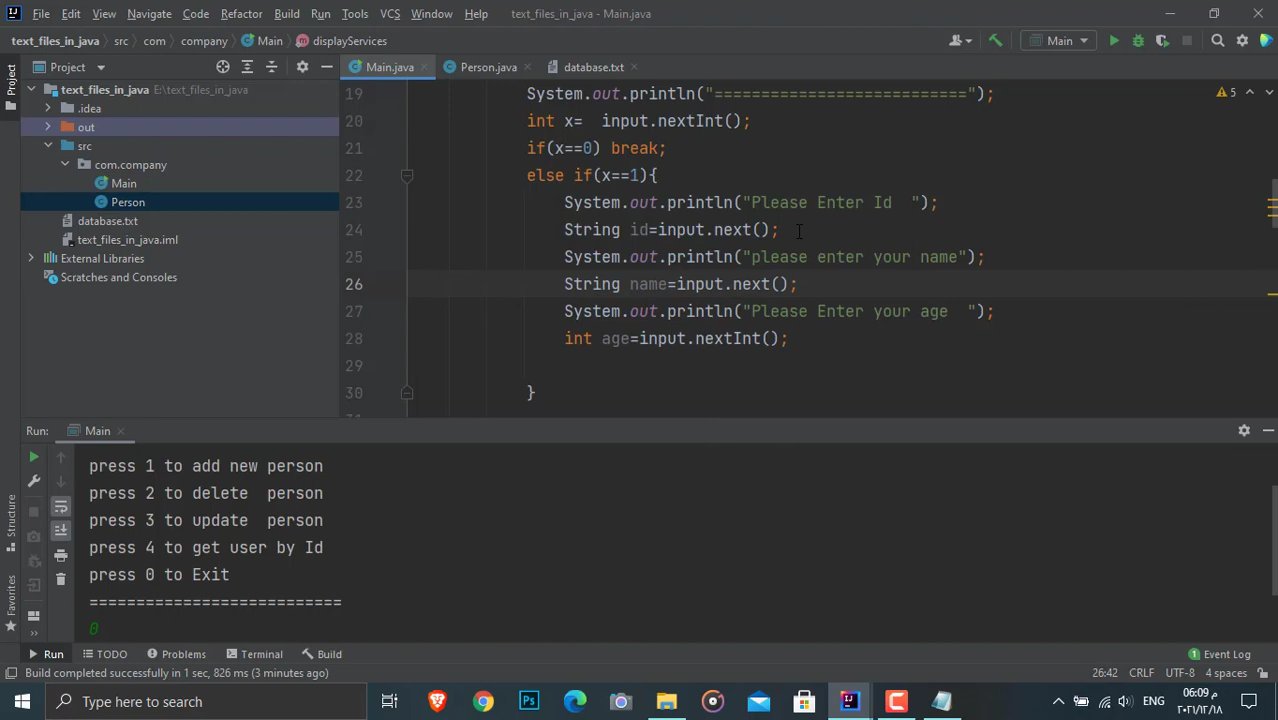 File Edit View Navigate Code Refactor Build Run Tools VCS Window Help text_files_in_java - Main.java
text_files_in_java src com company Main displayServices Main
Project
Project
Main.java Person.java database.txt
text_files_in_java E:\text_files_in_java
.idea
out
src
com.company
Main
Person
database.txt
text_files_in_java.iml
External Libraries
Scratches and Consoles
19 System.out.println("===========================");
5
20 int x= input.nextInt();
21 if(x==0) break;
22 else if(x==1){
23 System.out.println("Please Enter Id  ");
24 String id=input.next();
25 System.out.println("please enter your name");
26 String name=input.next();
27 System.out.println("Please Enter your age  ");
28 int age=input.nextInt();
29
30 }
Run: Main
press 1 to add new person
press 2 to delete  person
press 3 to update  person
press 4 to get user by Id
press 0 to Exit
===========================
0
Structure
Favorites
Run TODO Problems Terminal Build 1 Event Log
Build completed successfully in 1 sec, 826 ms (3 minutes ago) 26:42 CRLF UTF-8 4 spaces
Type here to search
ENG
06:09 م